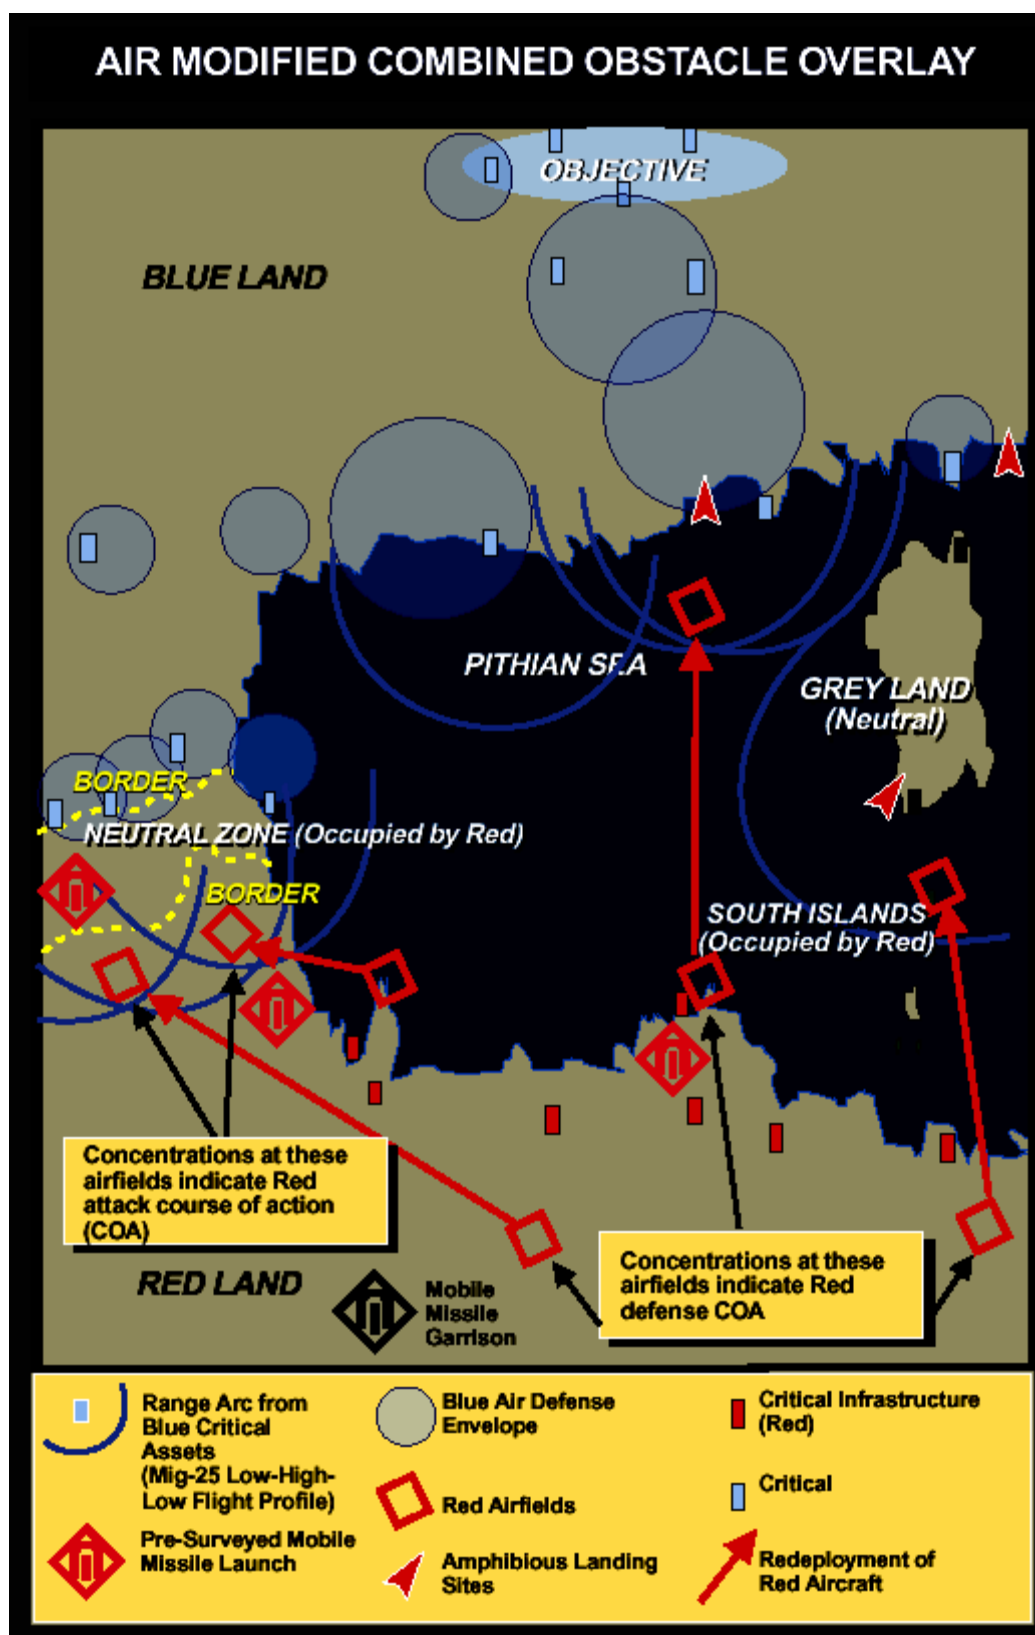 AIR MODIFIED COMBINED OBSTACLE OVERLAY
OBJECTIVE
BLUE LAND
PITHIAN SEA
GREY LAND
(Neutral)
BORDER
NEUTRAL ZONE (Occupied by Red)
BORDER
SOUTH ISLANDS
(Occupied by Red)
Concentrations at these
airfields indicate Red
attack course of action
(COA)
Concentrations at these
airfields indicate Red
defense COA
RED LAND
Mobile
Missile
Garrison
Range Arc from
Blue Critical
Assets
(Mig-25 Low-High-
Low Flight Profile)
Pre-Surveyed Mobile
Missile Launch
Blue Air Defense
Envelope
Red Airfields
Amphibious Landing
Sites
Critical Infrastructure
(Red)
Critical
Redeployment of
Red Aircraft